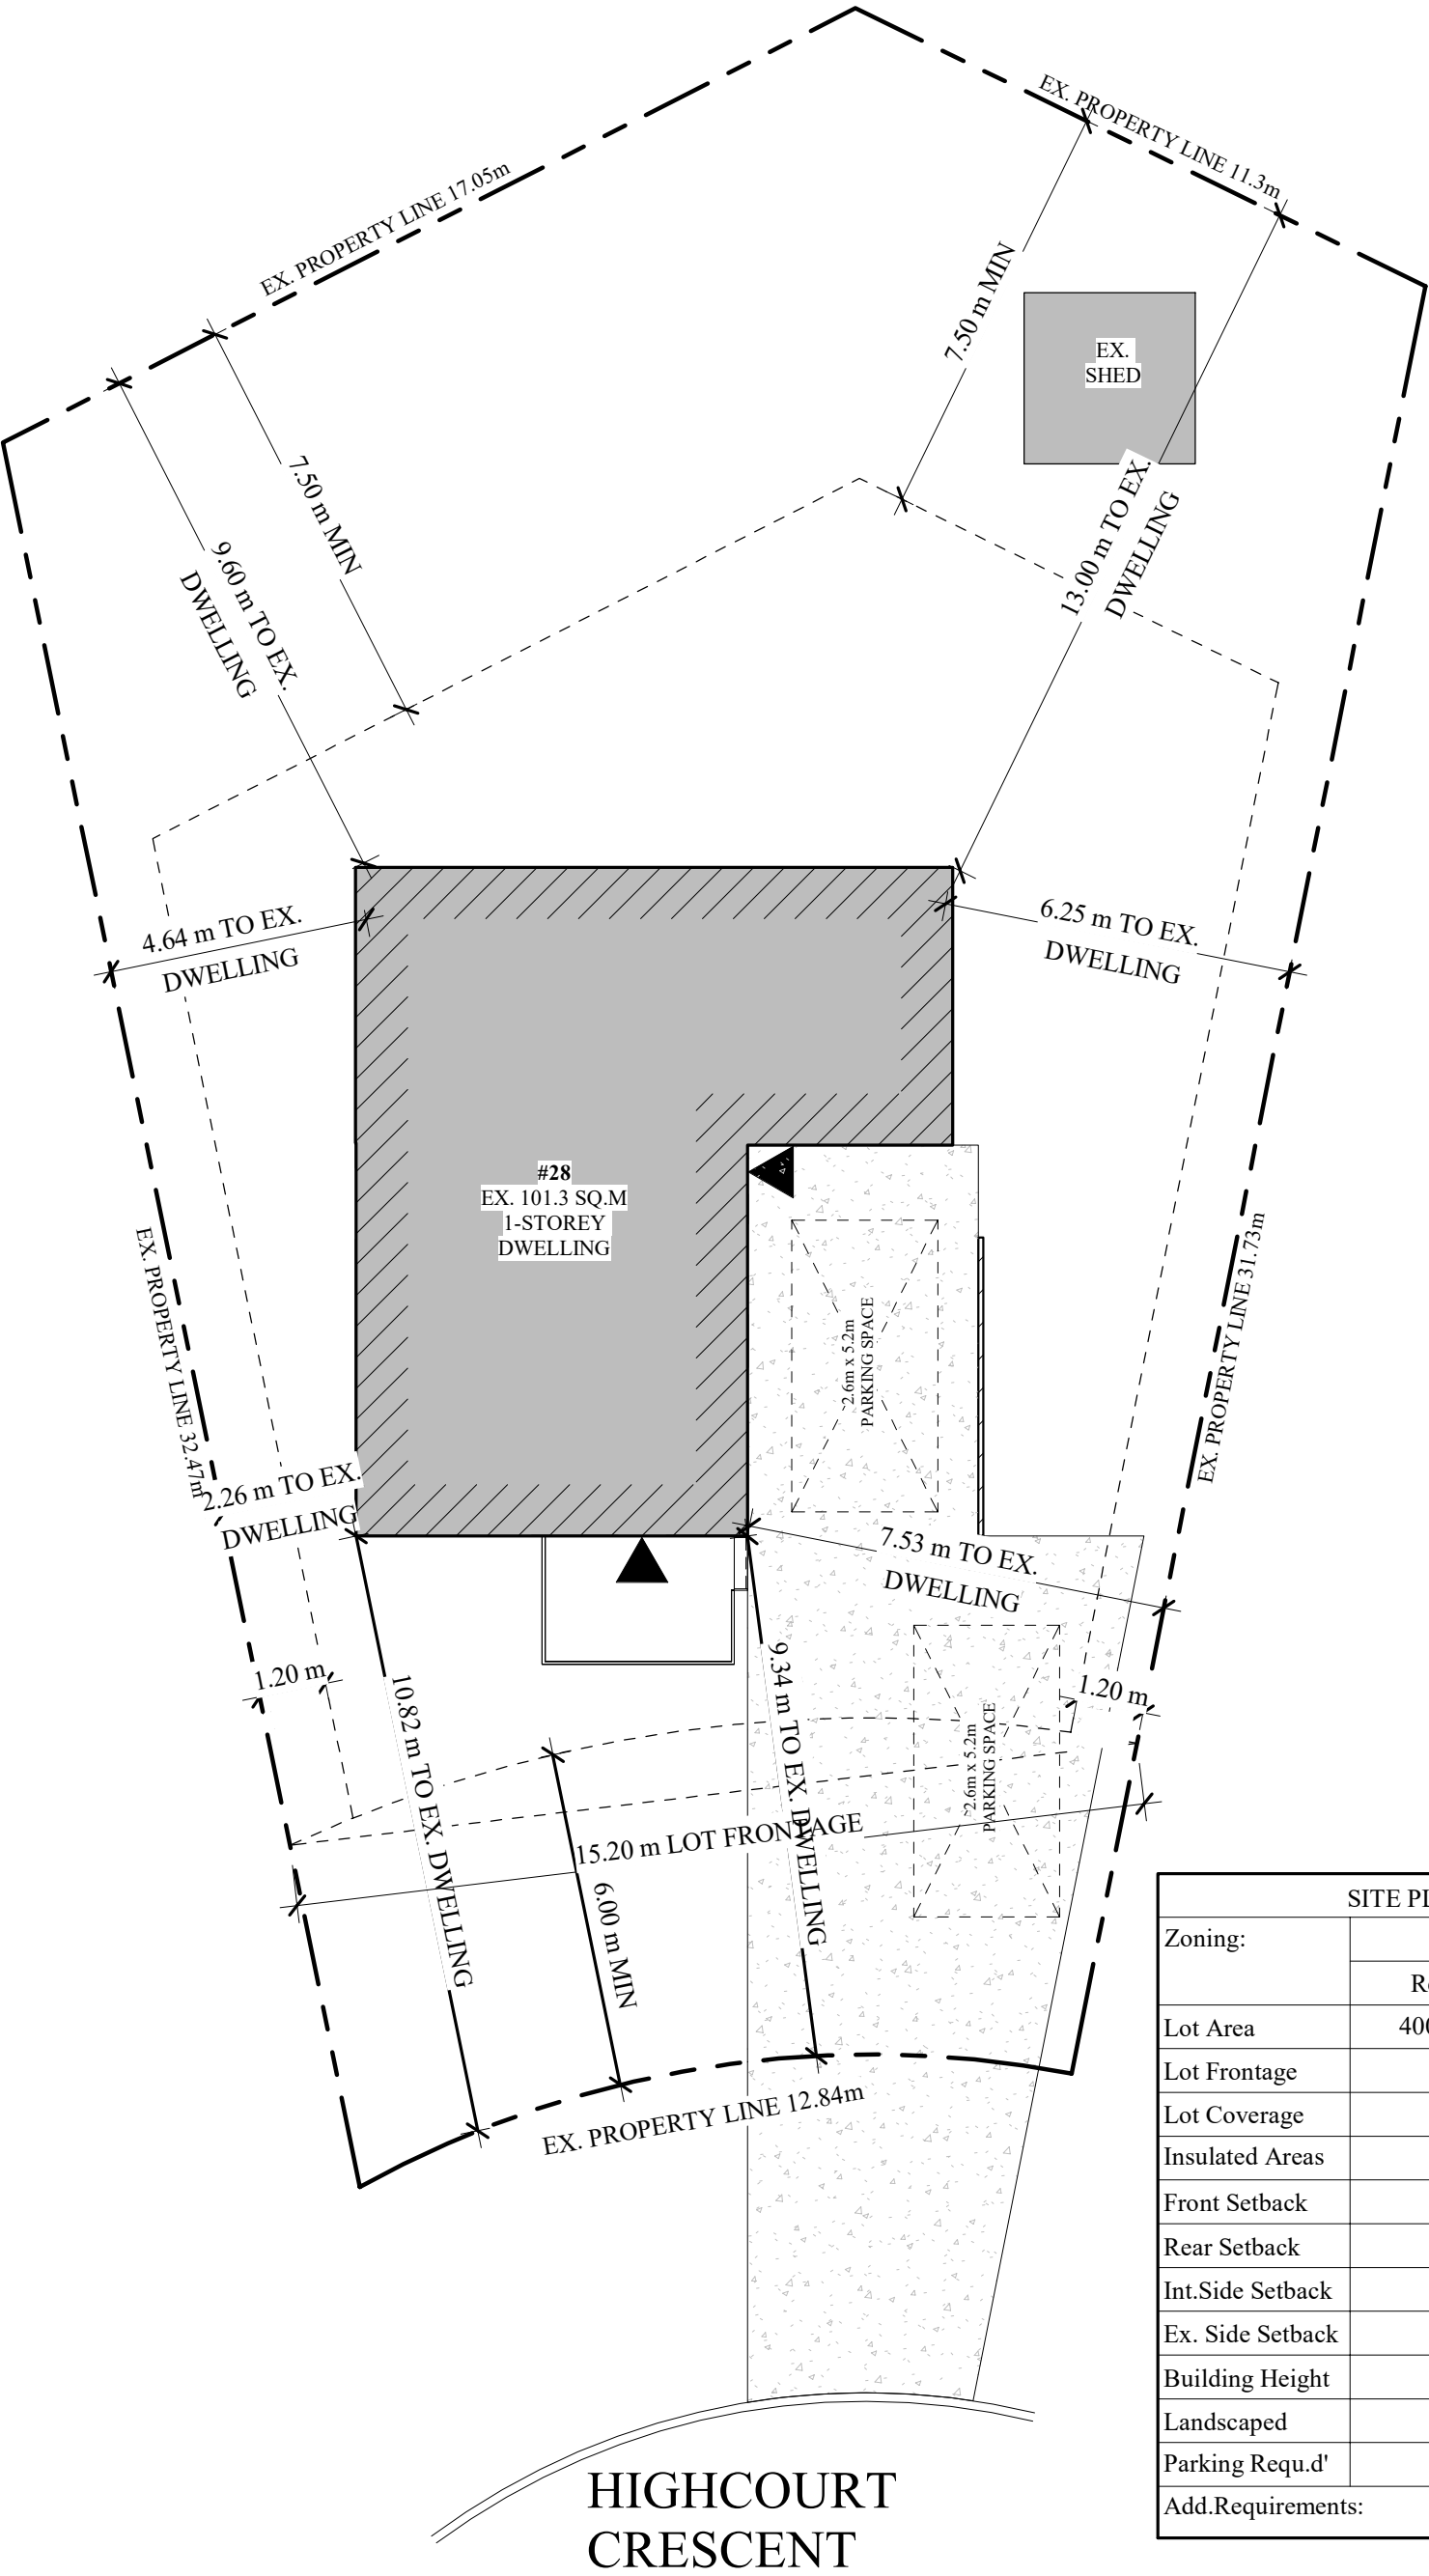 EX. PROPERTY LINE 11.3m
EX. PROPERTY LINE 17.05m
7.50 m MIN
EX.
SHED
7.50 m MIN
9.60 m TO EX.
DWELLING
13.00 m TO EX.
DWELLING
4.64 m TO EX.
DWELLING
6.25 m TO EX.
DWELLING
#28
EX. 101.3 SQ.M
1-STOREY
DWELLING
EX. PROPERTY LINE 32.47m
EX. PROPERTY LINE 31.73m
2.6m x 5.2m
PARKING SPACE
2.26 m TO EX.
DWELLING
7.53 m TO EX.
DWELLING
1.20 m
1.20 m
10.82 m TO EX. DWELLING
9.34 m TO EX. DWELLING
2.6m x 5.2m
PARKING SPACE
15.20 m LOT FRONTAGE
6.00 m MIN
EX. PROPERTY LINE 12.84m
SITE
Zoning:
Lot Area 400
Lot Frontage
Lot Coverage
Insulated Areas
Front Setback
Rear Setback
Int.Side Setback
Ex. Side Setback
Building Height
Landscaped
Parking Requ.d'
Add.Requirements:
HIGHCOURT
CRESCENT